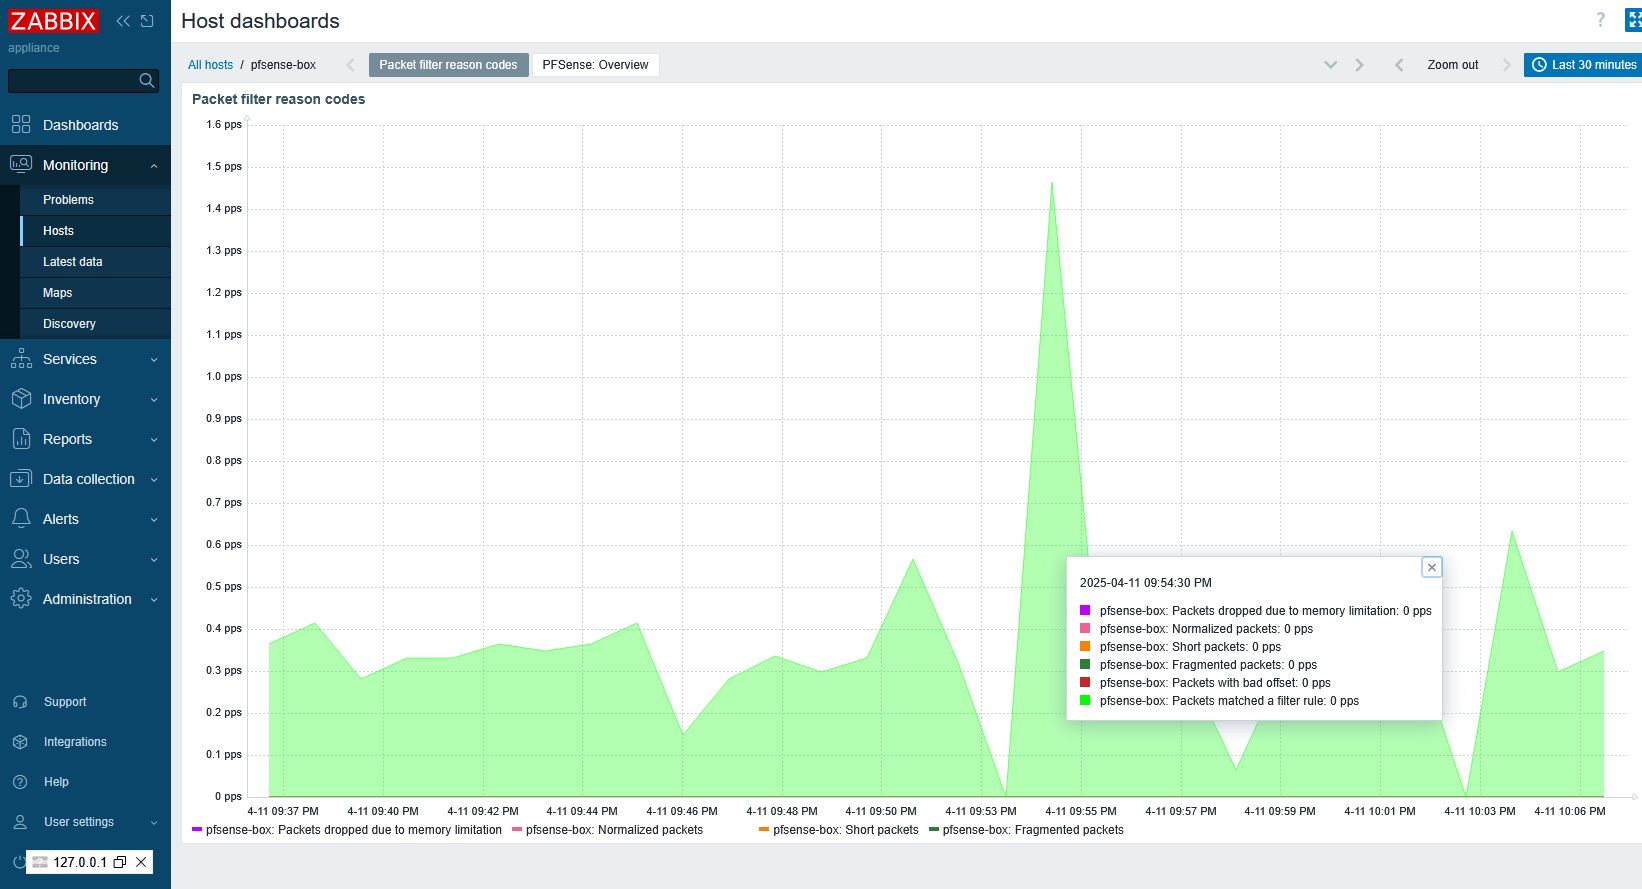 ZABBIX
appliance
Dashboards
Monitoring
Problems
Hosts
Latest data
Maps
Discovery
Services
Inventory
Reports
Data collection
Alerts
Users
Administration
Support
Integrations
Help
User settings
127.0.0.1
Host dashboards
?
All hosts / pfsense-box
Packet filter reason codes
PFSense: Overview
Zoom out
Last 30 minutes
Packet filter reason codes
1.6 pps
1.5 pps
1.4 pps
1.3 pps
1.2 pps
1.1 pps
1.0 pps
0.9 pps
0.8 pps
0.7 pps
0.6 pps
0.5 pps
0.4 pps
0.3 pps
0.2 pps
0.1 pps
0 pps
2025-04-11 09:54:30 PM
pfsense-box: Packets dropped due to memory limitation: 0 pps
pfsense-box: Normalized packets: 0 pps
pfsense-box: Short packets: 0 pps
pfsense-box: Fragmented packets: 0 pps
pfsense-box: Packets with bad offset: 0 pps
pfsense-box: Packets matched a filter rule: 0 pps
4-11 09:37 PM 4-11 09:40 PM 4-11 09:42 PM 4-11 09:44 PM 4-11 09:46 PM 4-11 09:48 PM 4-11 09:50 PM 4-11 09:53 PM 4-11 09:55 PM 4-11 09:57 PM 4-11 09:59 PM 4-11 10:01 PM 4-11 10:03 PM 4-11 10:06 PM
pfsense-box: Packets dropped due to memory limitation pfsense-box: Normalized packets pfsense-box: Short packets pfsense-box: Fragmented packets